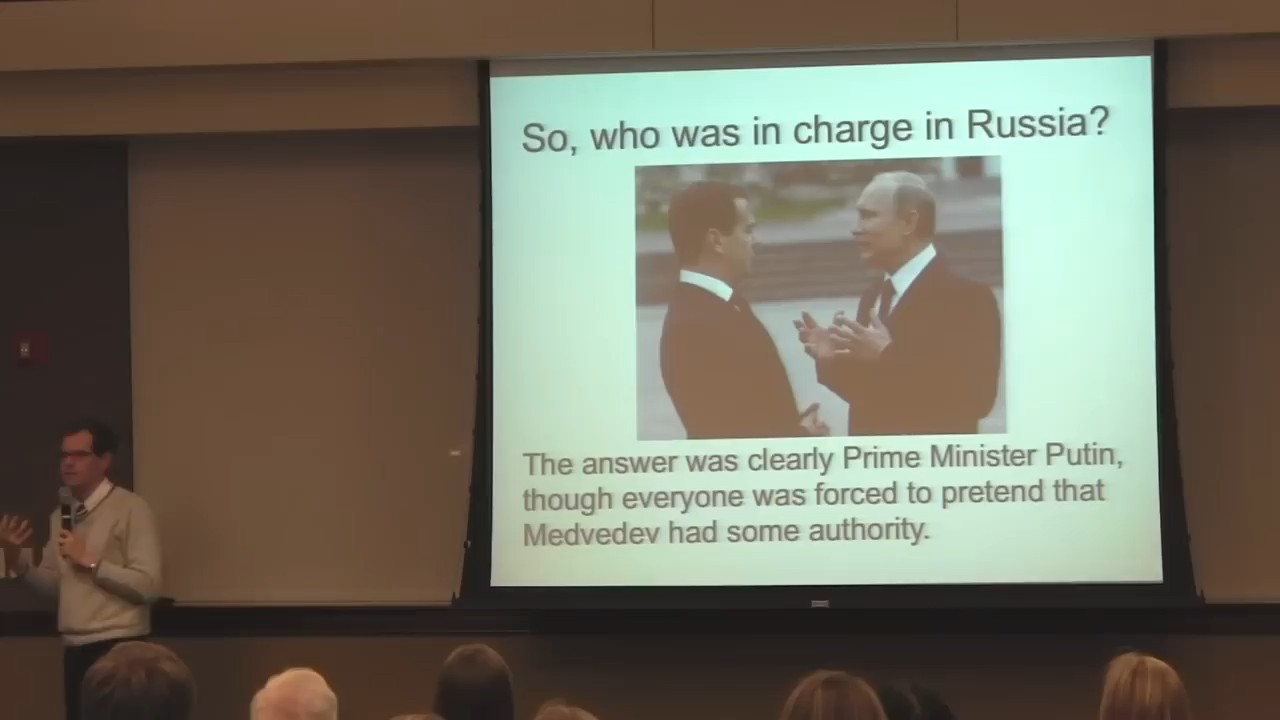 So, who was in charge in Russia?
The answer was clearly Prime Minister Putin,
though everyone was forced to pretend that
Medvedev had some authority.